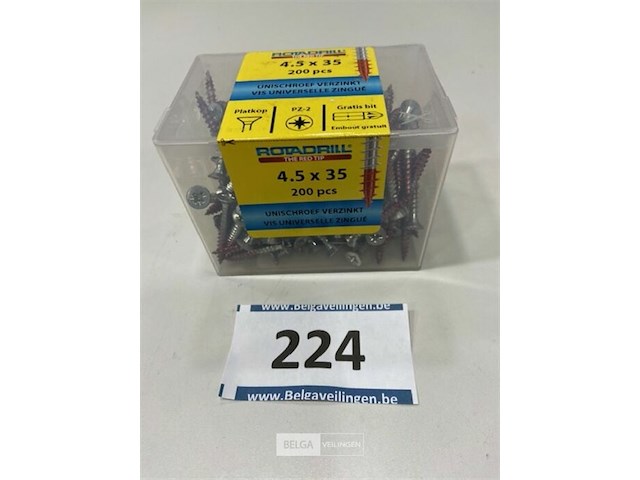 ROTADRILL®
4.5 x 35
200 pcs
UNISCHROEF VERZINKT
VIS UNIVERSELLE ZINGUÉ
Platkop
PZ-2
Gratis bit
Embout gratuit
ROTADRILL®
THE RED TIP
4.5 x 35
200 pcs
UNISCHROEF VERZINKT
VIS UNIVERSELLE ZINGUÉ
www.Belgaveilingen.be
224
www.Belgaveilingen.be
BELGA VEILINGEN